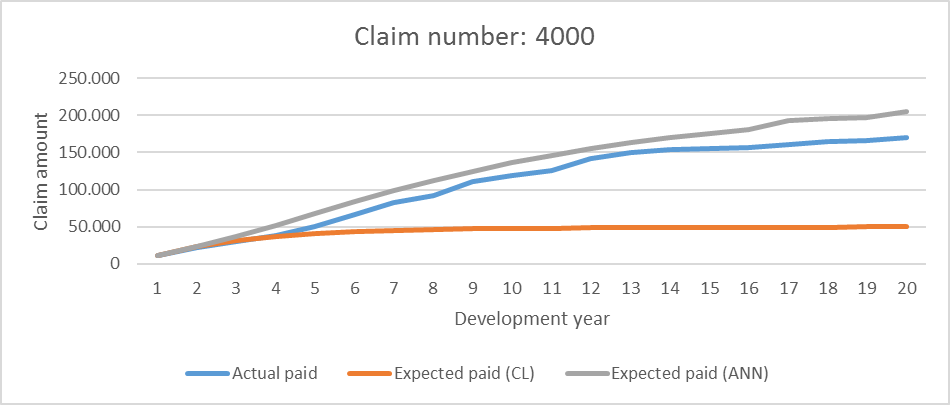 Claim number: 4000
250.000
200.000
150.000
100.000
50.000
0
Claim amount
1 2 3 4 5 6 7 8 9 10 11 12 13 14 15 16 17 18 19 20
Development year
Actual paid Expected paid (CL) Expected paid (ANN)